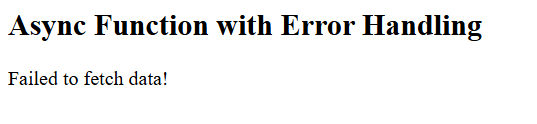 Async Function with Error Handling
Failed to fetch data!